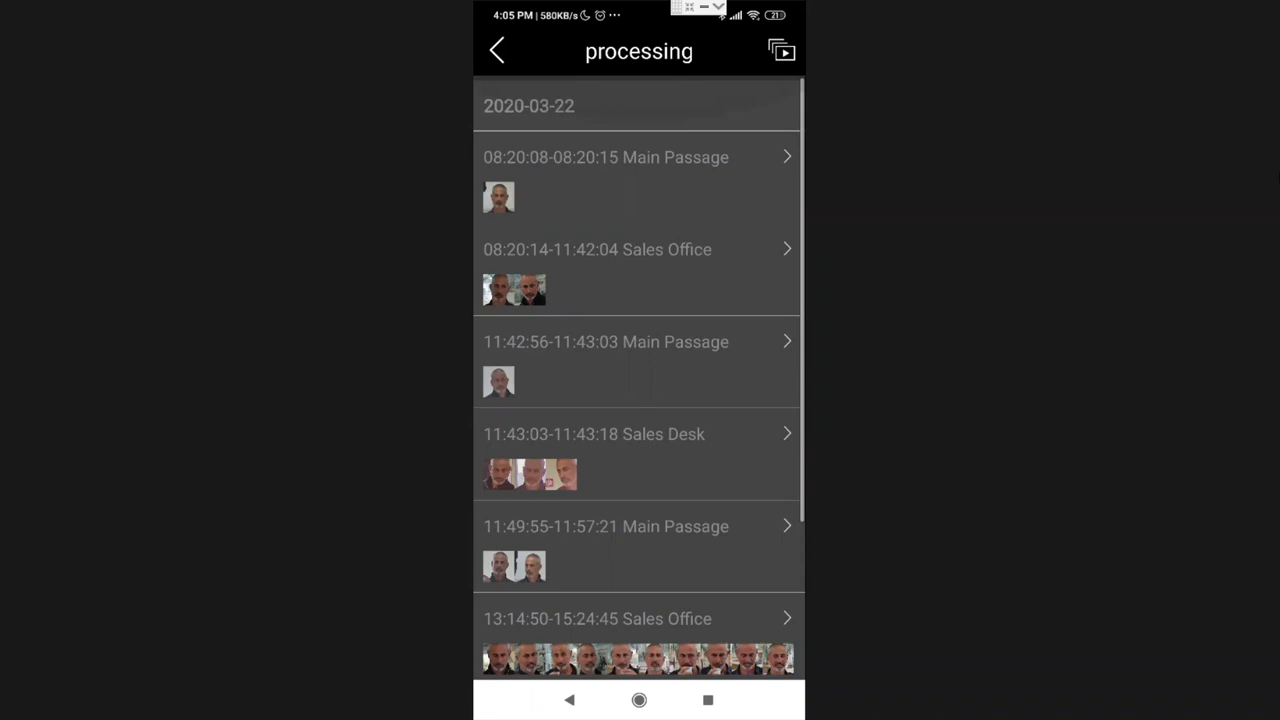 4:05 PM | 580KB/s ... 21
processing
2020-03-22
08:20:08-08:20:15 Main Passage
08:20:14-11:42:04 Sales Office
11:42:56-11:43:03 Main Passage
11:43:03-11:43:18 Sales Desk
11:49:55-11:57:21 Main Passage
13:14:50-15:24:45 Sales Office